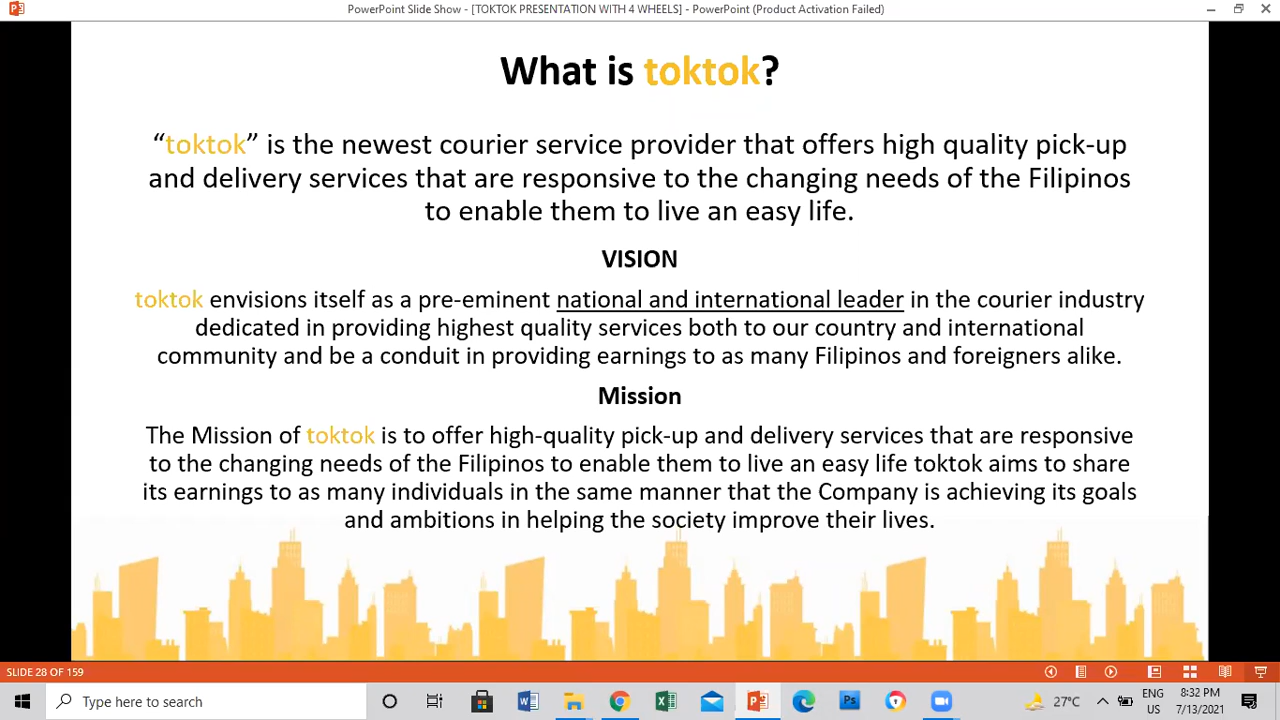 PowerPoint Slide Show - [TOKTOK PRESENTATION WITH 4 WHEELS] - PowerPoint (Product Activation Failed)
What is toktok?
“toktok” is the newest courier service provider that offers high quality pick-up
and delivery services that are responsive to the changing needs of the Filipinos
to enable them to live an easy life.
VISION
toktok envisions itself as a pre-eminent national and international leader in the courier industry
dedicated in providing highest quality services both to our country and international
community and be a conduit in providing earnings to as many Filipinos and foreigners alike.
Mission
The Mission of toktok is to offer high-quality pick-up and delivery services that are responsive
to the changing needs of the Filipinos to enable them to live an easy life toktok aims to share
its earnings to as many individuals in the same manner that the Company is achieving its goals
and ambitions in helping the society improve their lives.
SLIDE 28 OF 159
Type here to search
27°C
ENG
US
8:32 PM
7/13/2021